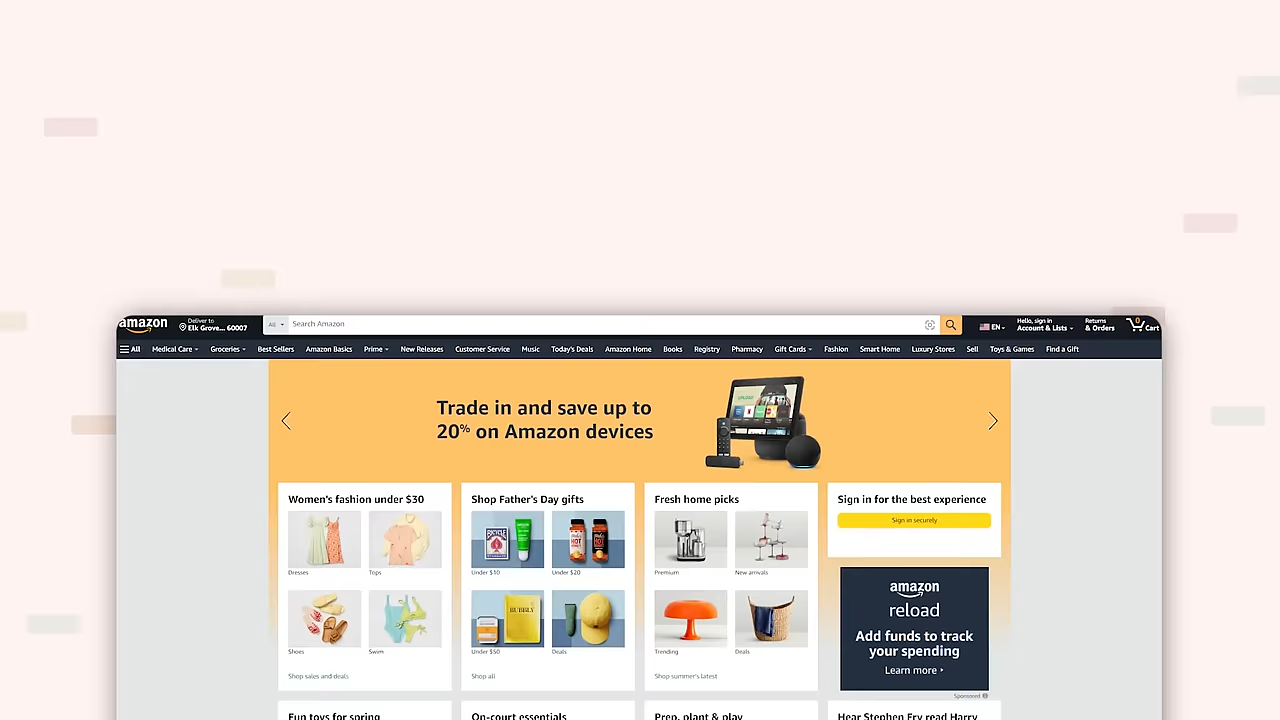 amazon
Deliver to
Elk Grove... 60007
All
Search Amazon
EN
Hello, sign in
Account & Lists
Returns
& Orders
0
Cart
All
Medical Care
Groceries
Best Sellers
Amazon Basics
Prime
New Releases
Customer Service
Music
Today's Deals
Amazon Home
Books
Registry
Pharmacy
Gift Cards
Fashion
Smart Home
Luxury Stores
Sell
Toys & Games
Find a Gift
Trade in and save up to
20% on Amazon devices
Women's fashion under $30
Dresses
Tops
Shoes
Swim
Shop sales and deals
Shop Father's Day gifts
BICYCLE
Under $10
HOT
HOT
Under $20
BUBBLY
Under $50
Deals
Shop all
Fresh home picks
Premium
New arrivals
Trending
Deals
Shop summer's latest
Sign in for the best experience
Sign in securely
amazon
reload
Add funds to track
your spending
Learn more
Sponsored
Fun toys for spring
On-court essentials
Prep, plant & play
Hear Stephen Fry read Harry